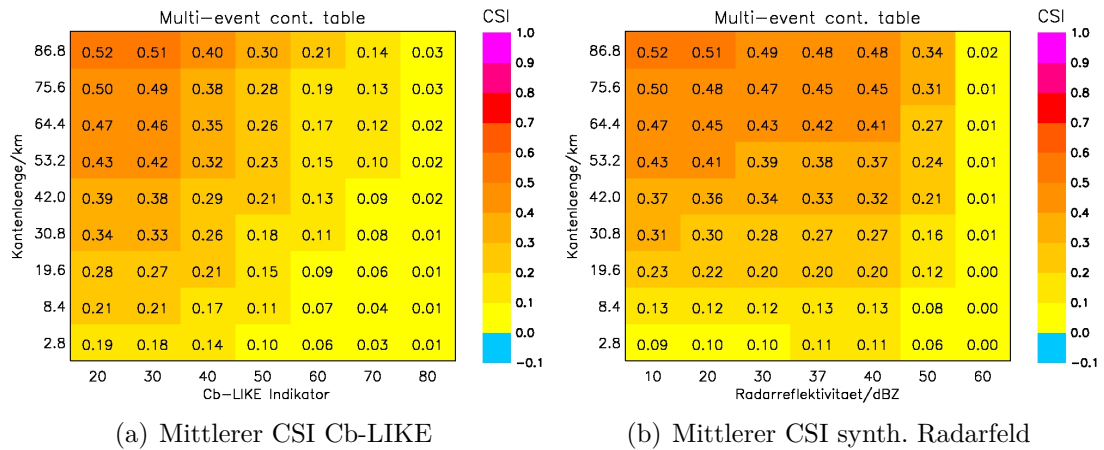 Multi-event cont. table
CSI
86.8 0.52 0.51 0.40 0.30 0.21 0.14 0.03
75.6 0.50 0.49 0.38 0.28 0.19 0.13 0.03
64.4 0.47 0.46 0.35 0.26 0.17 0.12 0.02
53.2 0.43 0.42 0.32 0.23 0.15 0.10 0.02
42.0 0.39 0.38 0.29 0.21 0.13 0.09 0.02
30.8 0.34 0.33 0.26 0.18 0.11 0.08 0.01
19.6 0.28 0.27 0.21 0.15 0.09 0.06 0.01
8.4 0.21 0.21 0.17 0.11 0.07 0.04 0.01
2.8 0.19 0.18 0.14 0.10 0.06 0.03 0.01
20 30 40 50 60 70 80
Cb-LIKE Indikator
Kantenlaenge/km
1.0
0.9
0.8
0.7
0.6
0.5
0.4
0.3
0.2
0.1
0.0
-0.1
(a) Mittlerer CSI Cb-LIKE
Multi-event cont. table
CSI
86.8 0.52 0.51 0.49 0.48 0.48 0.34 0.02
75.6 0.50 0.48 0.47 0.45 0.45 0.31 0.01
64.4 0.47 0.45 0.43 0.42 0.41 0.27 0.01
53.2 0.43 0.41 0.39 0.38 0.37 0.24 0.01
42.0 0.37 0.36 0.34 0.33 0.32 0.21 0.01
30.8 0.31 0.30 0.28 0.27 0.27 0.16 0.01
19.6 0.23 0.22 0.20 0.20 0.20 0.12 0.00
8.4 0.13 0.12 0.12 0.13 0.13 0.08 0.00
2.8 0.09 0.10 0.10 0.11 0.11 0.06 0.00
10 20 30 37 40 50 60
Radarreflektivitaet/dBZ
Kantenlaenge/km
1.0
0.9
0.8
0.7
0.6
0.5
0.4
0.3
0.2
0.1
0.0
-0.1
(b) Mittlerer CSI synth. Radarfeld